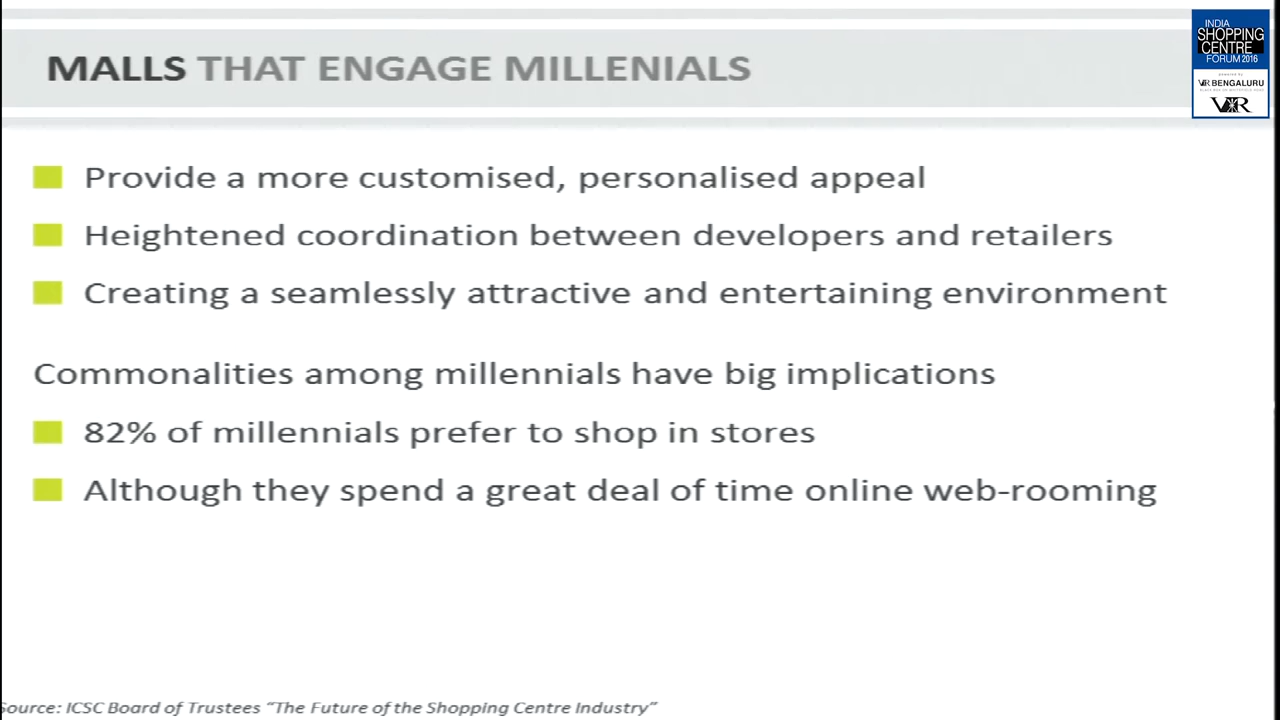 MALLS THAT ENGAGE MILLENIALS
INDIA
SHOPPING
CENTRE
FORUM 2016
powered by
VR BENGALURU
VR
Provide a more customised, personalised appeal
Heightened coordination between developers and retailers
Creating a seamlessly attractive and entertaining environment
Commonalities among millennials have big implications
82% of millennials prefer to shop in stores
Although they spend a great deal of time online web-rooming
Source: ICSC Board of Trustees “The Future of the Shopping Centre Industry”